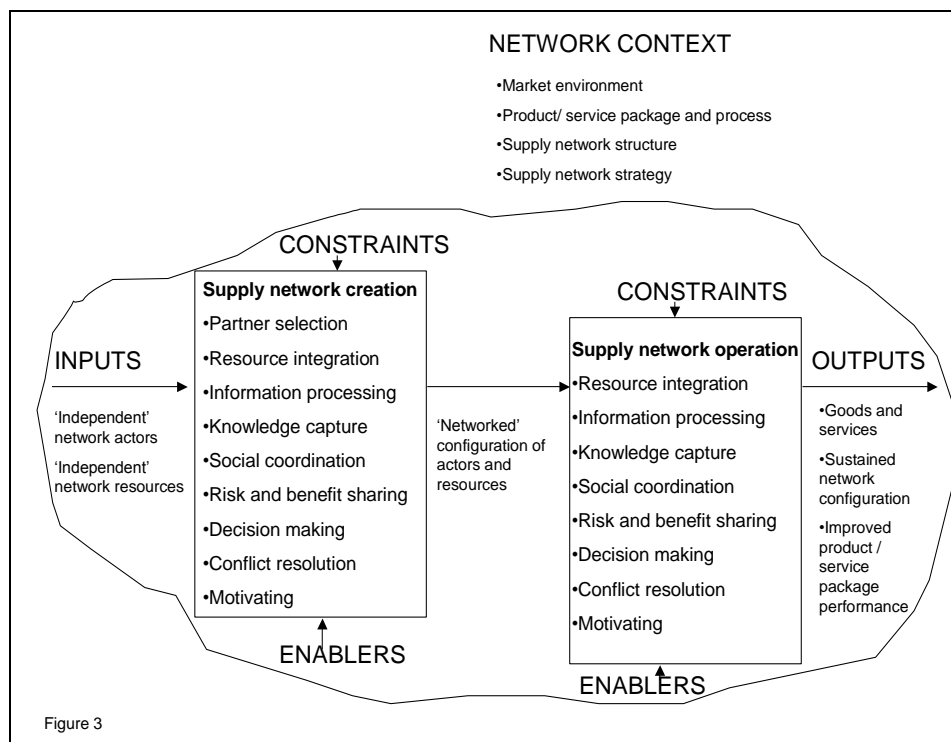 NETWORK CONTEXT
•Market environment
•Product/ service package and process
•Supply network structure
•Supply network strategy
CONSTRAINTS
Supply network creation
•Partner selection
•Resource integration
•Information processing
•Knowledge capture
•Social coordination
•Risk and benefit sharing
•Decision making
•Conflict resolution
•Motivating
ENABLERS
INPUTS
‘Independent’
network actors
‘Independent’
network resources
‘Networked’
configuration of
actors and
resources
CONSTRAINTS
Supply network operation
•Resource integration
•Information processing
•Knowledge capture
•Social coordination
•Risk and benefit sharing
•Decision making
•Conflict resolution
•Motivating
ENABLERS
OUTPUTS
•Goods and
services
•Sustained
network
configuration
•Improved
product /
service
package
performance
Figure 3